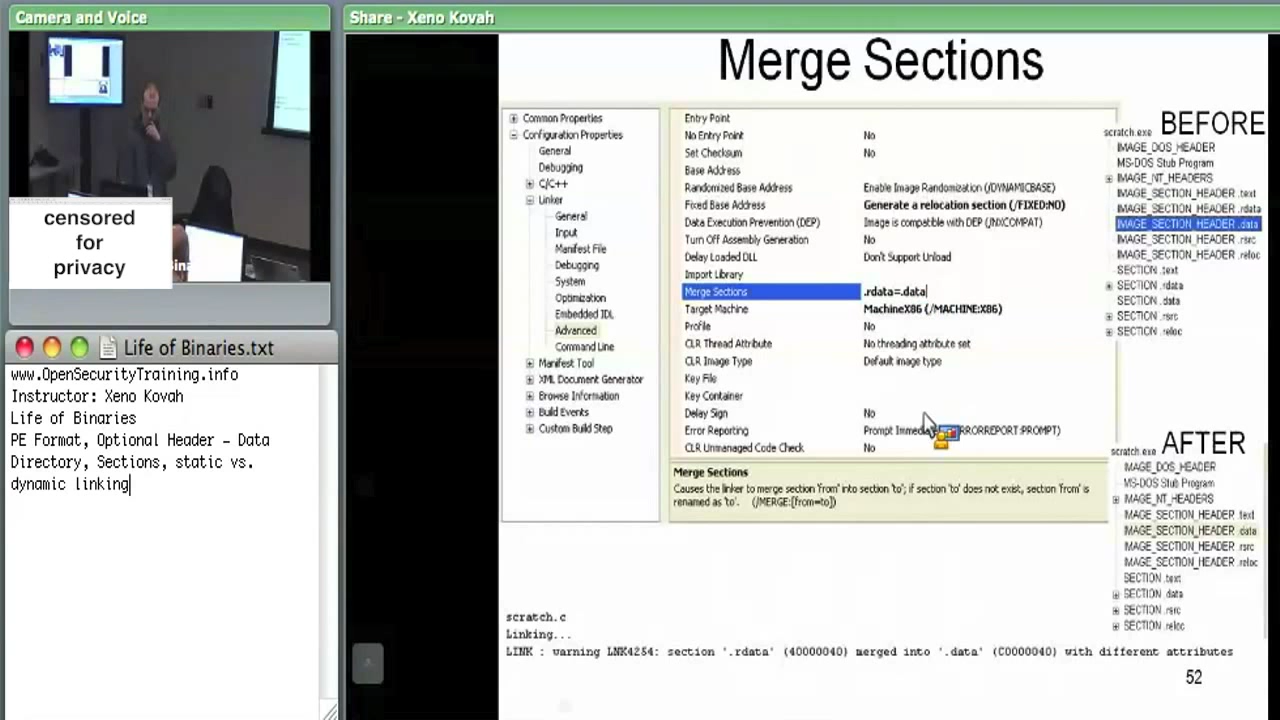 Camera and Voice
censored
for
privacy
Life of Binaries.txt
www.OpenSecurityTraining.info
Instructor: Xeno Kovah
Life of Binaries
PE Format, Optional Header – Data
Directory, Sections, static vs.
dynamic linking
Share - Xeno Kovah
Merge Sections
Common Properties
Configuration Properties
General
Debugging
C/C++
Linker
General
Input
Manifest File
Debugging
System
Optimization
Embedded IDL
Advanced
Command Line
Manifest Tool
XML Document Generator
Browse Information
Build Events
Custom Build Step
Entry Point
No Entry Point No
Set Checksum No
Base Address
Randomized Base Address Enable Image Randomization (/DYNAMICBASE)
Fixed Base Address Generate a relocation section (/FIXED:NO)
Data Execution Prevention (DEP) Image is compatible with DEP (/NXCOMPAT)
Turn Off Assembly Generation No
Delay Loaded DLL Don't Support Unload
Import Library
Merge Sections .rdata=.data
Target Machine MachineX86 (/MACHINE:X86)
Profile No
CLR Thread Attribute No threading attribute set
CLR Image Type Default image type
Key File
Key Container
Delay Sign No
Error Reporting Prompt Immedia RRORREPORT:PROMPT)
CLR Unmanaged Code Check No
Merge Sections
Causes the linker to merge section 'from' into section 'to'; if section 'to' does not exist, section 'from' is
renamed as 'to'. (/MERGE:[from=to])
BEFORE
scratch.exe
IMAGE_DOS_HEADER
MS-DOS Stub Program
IMAGE_NT_HEADERS
IMAGE_SECTION_HEADER .text
IMAGE_SECTION_HEADER .rdata
IMAGE_SECTION_HEADER .data
IMAGE_SECTION_HEADER .rsrc
IMAGE_SECTION_HEADER .reloc
SECTION .text
SECTION .rdata
SECTION .data
SECTION .rsrc
SECTION .reloc
AFTER
scratch.exe
IMAGE_DOS_HEADER
MS-DOS Stub Program
IMAGE_NT_HEADERS
IMAGE_SECTION_HEADER .text
IMAGE_SECTION_HEADER .data
IMAGE_SECTION_HEADER .rsrc
IMAGE_SECTION_HEADER .reloc
SECTION .text
SECTION .data
SECTION .rsrc
SECTION .reloc
scratch.c
Linking...
LINK : warning LNK4254: section '.rdata' (40000040) merged into '.data' (C0000040) with different attributes
52